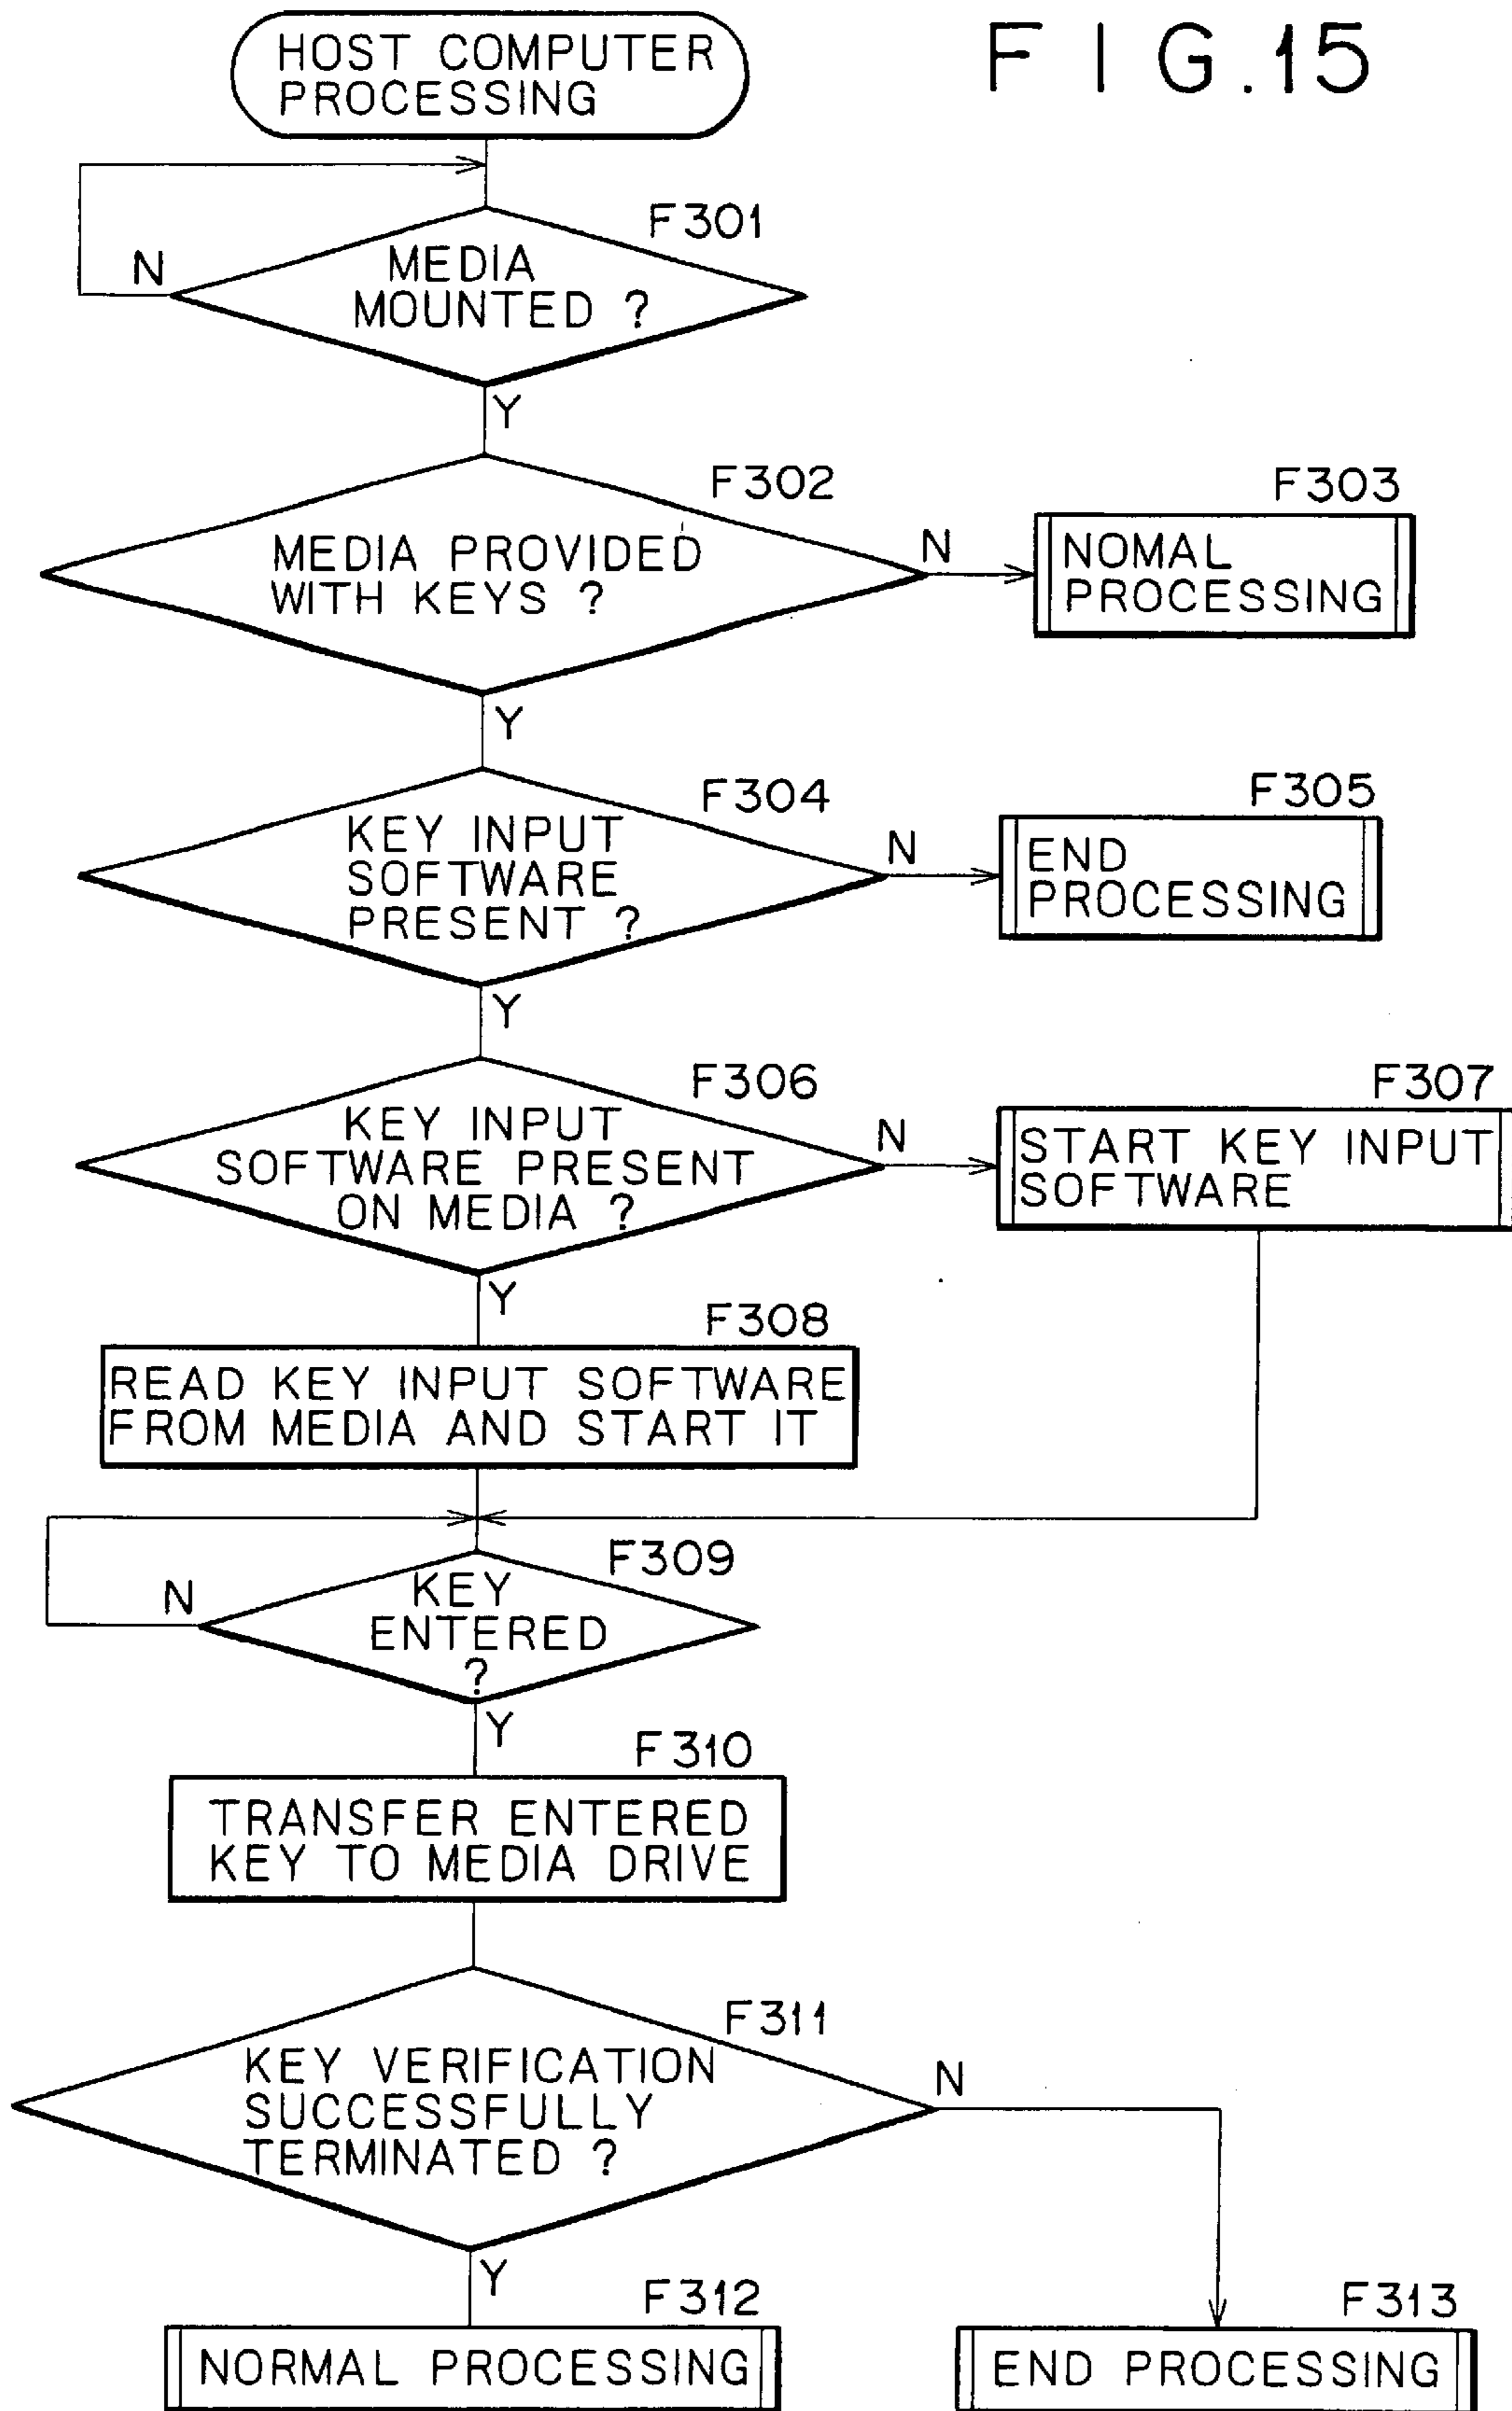 HOST COMPUTER
PROCESSING
F I G.15
F301
N
MEDIA
MOUNTED ?
Y
F302
MEDIA PROVIDED
WITH KEYS ?
N
F303
NOMAL
PROCESSING
Y
F304
KEY INPUT
SOFTWARE
PRESENT ?
N
F305
END
PROCESSING
Y
F306
KEY INPUT
SOFTWARE PRESENT
ON MEDIA ?
N
F307
START KEY INPUT
SOFTWARE
Y
F308
READ KEY INPUT SOFTWARE
FROM MEDIA AND START IT
F309
N
KEY
ENTERED
?
Y
F310
TRANSFER ENTERED
KEY TO MEDIA DRIVE
F311
KEY VERIFICATION
SUCCESSFULLY
TERMINATED ?
N
Y
F312
NORMAL PROCESSING
F313
END PROCESSING